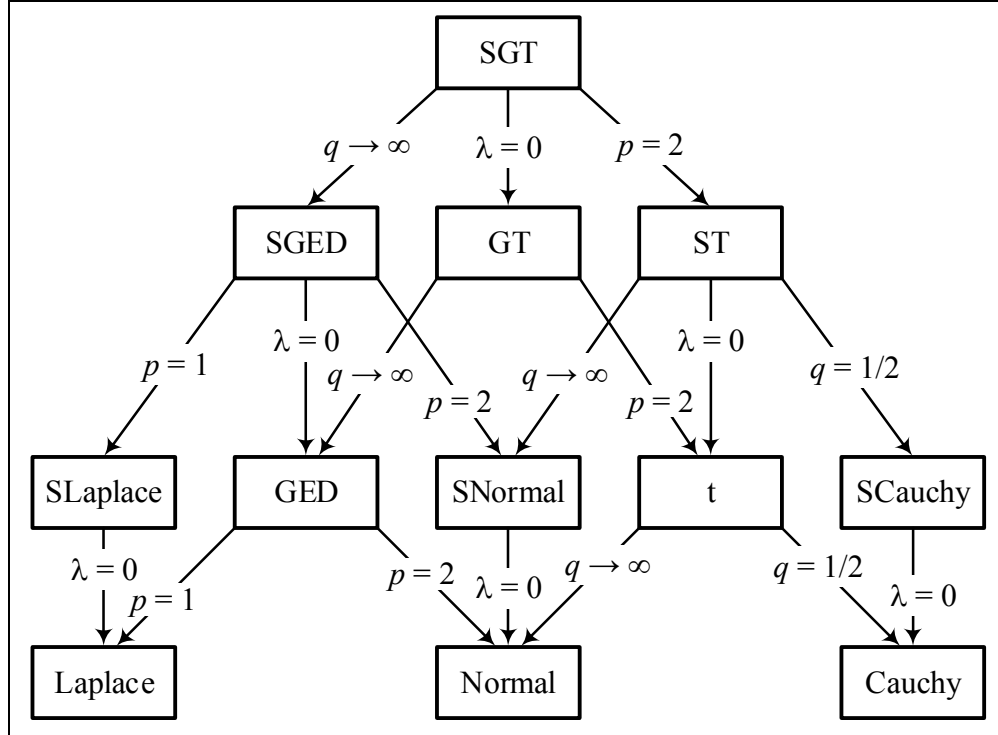 SGT
q → ∞
λ = 0
p = 2
SGED
GT
ST
p = 1
λ = 0
q → ∞
p = 2
q → ∞
p = 2
λ = 0
q = 1/2
SLaplace
GED
SNormal
t
SCauchy
λ = 0
p = 1
p = 2
λ = 0
q → ∞
q = 1/2
λ = 0
Laplace
Normal
Cauchy